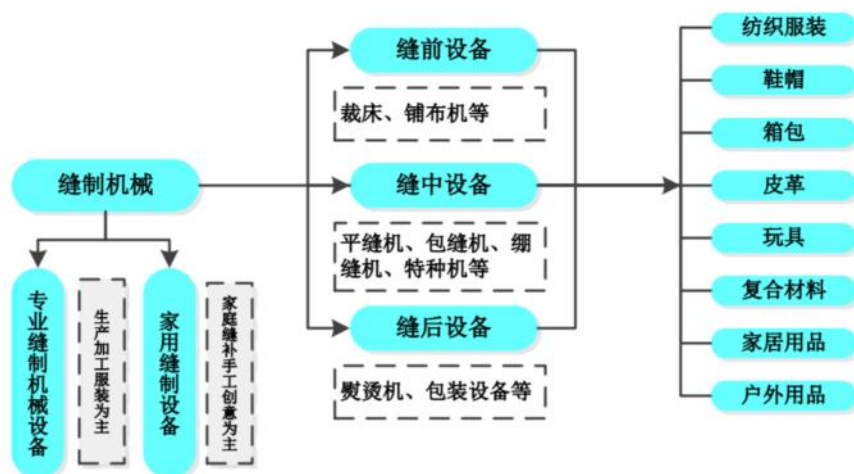 缝制机械
专业缝制机械设备
生产加工服装为主
家用缝制设备
家庭缝补手工创意为主
缝前设备
裁床、铺布机等
缝中设备
平缝机、包缝机、绷
缝机、特种机等
缝后设备
熨烫机、包装设备等
纺织服装
鞋帽
箱包
皮革
玩具
复合材料
家居用品
户外用品